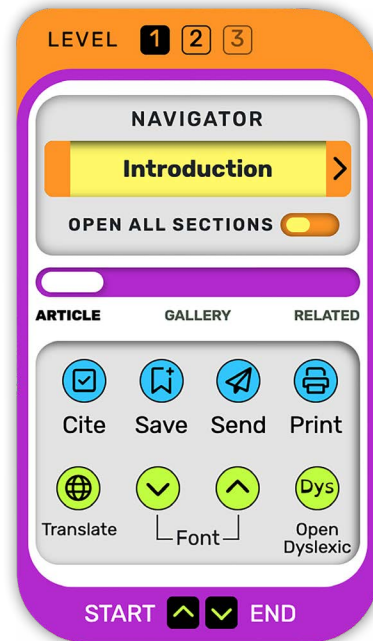 LEVEL 1 2 3
NAVIGATOR
Introduction
OPEN ALL SECTIONS
ARTICLE GALLERY RELATED
Cite Save Send Print
Dys
Translate Font Open
Dyslexic
START END